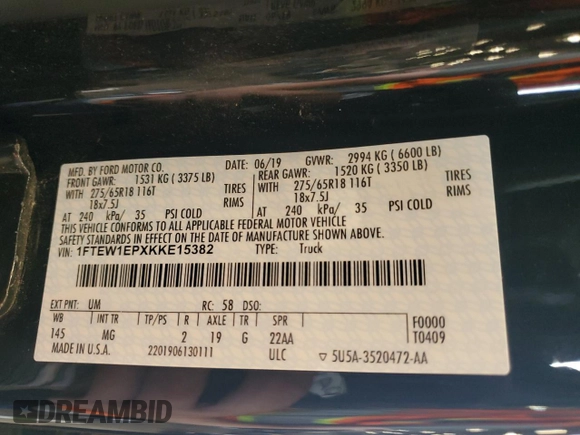 MFD. BY FORD MOTOR CO.
DATE: 06/19 GVWR: 2994 KG ( 6600 LB)
FRONT GAWR: 1531 KG ( 3375 LB) REAR GAWR: 1520 KG ( 3350 LB)
WITH 275/65R18 116T TIRES WITH 275/65R18 116T TIRES
18x7.5J RIMS 18x7.5J RIMS
AT 240 kPa/ 35 PSI COLD AT 240 kPa/ 35 PSI COLD
THIS VEHICLE CONFORMS TO ALL APPLICABLE FEDERAL MOTOR VEHICLE
SAFETY STANDARDS IN EFFECT ON THE DATE OF MANUFACTURE SHOWN ABOVE.
VIN: 1FTEW1EPXKKE15382 TYPE: Truck
EXT PNT: UM RC: 58 DSO:
WB INT TR TP/PS R AXLE TR SPR F0000
145 MG 2 19 G 22AA T0409
MADE IN U.S.A. 2201906130111 ULC ▽ 5U5A-3520472-AA
DREAMBID